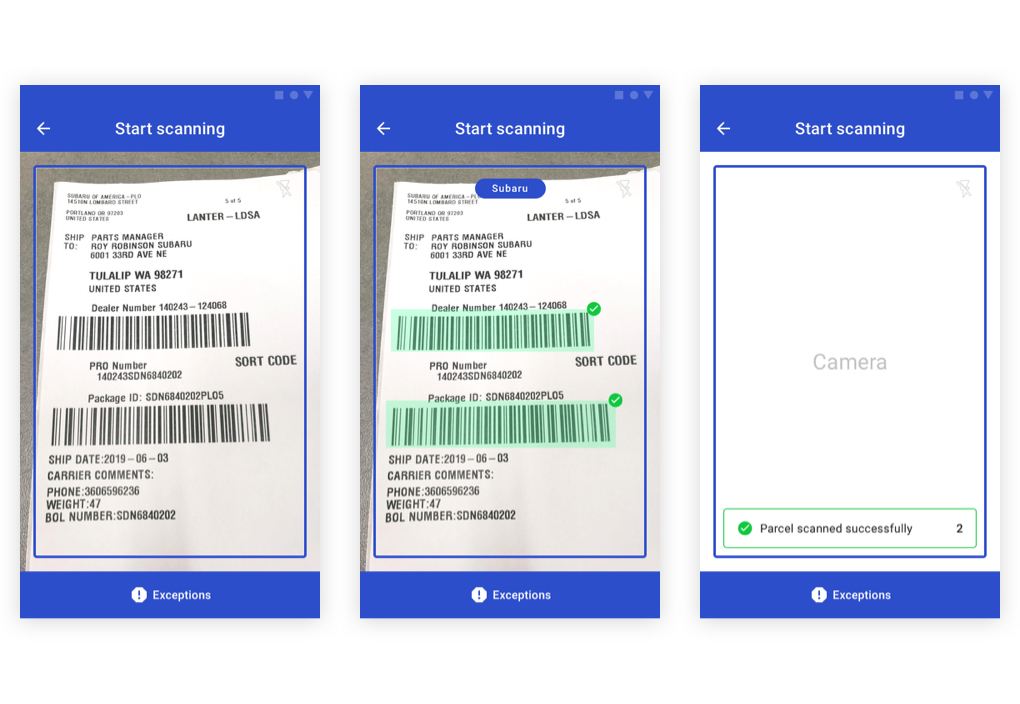 Start scanning
SUBARU OF AMERICA-PLO
14510N LOMBARD STREET
5 of 5
PORTLAND OR 97203
UNITED STATES
LANTER-LDSA
SHIP PARTS MANAGER
TO: ROY ROBINSON SUBARU
6001 33RD AVE NE
TULALIP WA 98271
UNITED STATES
Dealer Number 140243-124068
PRO Number
140243SDN6840202
SORT CODE
Package ID: SDN6840202PLO5
SHIP DATE:2019-06-03
CARRIER COMMENTS:
PHONE:3606596236
WEIGHT:47
BOL NUMBER:SDN6840202
Exceptions
Start scanning
Subaru
SUBARU OF AMERICA-PLO
14510N LOMBARD STREET
5 of 5
PORTLAND OR 97203
UNITED STATES
LANTER-LDSA
SHIP PARTS MANAGER
TO: ROY ROBINSON SUBARU
6001 33RD AVE NE
TULALIP WA 98271
UNITED STATES
Dealer Number 140243-124068
PRO Number
140243SDN6840202
SORT CODE
Package ID: SDN6840202PLO5
SHIP DATE:2019-06-03
CARRIER COMMENTS:
PHONE:3606596236
WEIGHT:47
BOL NUMBER:SDN6840202
Exceptions
Start scanning
Camera
Parcel scanned successfully 2
Exceptions